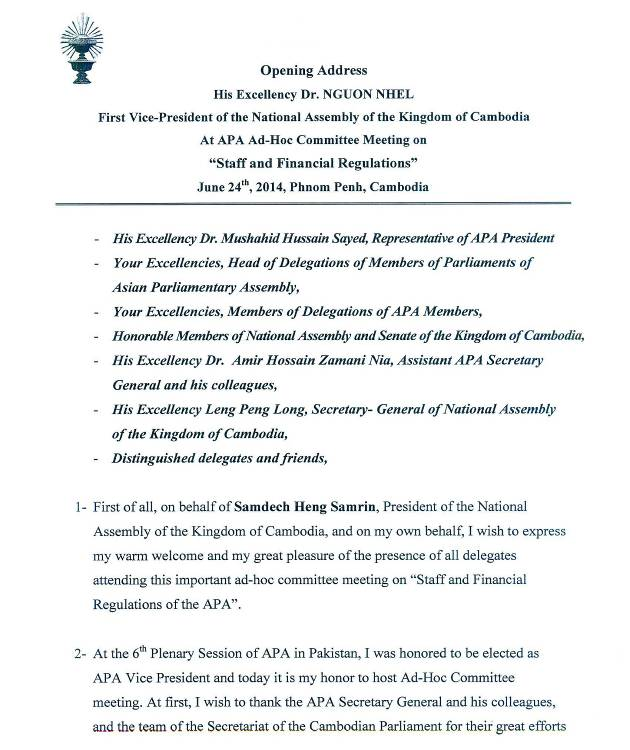 Opening Address
His Excellency Dr. NGUON NHEL
First Vice-President of the National Assembly of the Kingdom of Cambodia
At APA Ad-Hoc Committee Meeting on
“Staff and Financial Regulations”
June 24th, 2014, Phnom Penh, Cambodia
- His Excellency Dr. Mushahid Hussain Sayed, Representative of APA President
- Your Excellencies, Head of Delegations of Members of Parliaments of
Asian Parliamentary Assembly,
- Your Excellencies, Members of Delegations of APA Members,
- Honorable Members of National Assembly and Senate of the Kingdom of Cambodia,
- His Excellency Dr. Amir Hossain Zamani Nia, Assistant APA Secretary
General and his colleagues,
- His Excellency Leng Peng Long, Secretary- General of National Assembly
of the Kingdom of Cambodia,
- Distinguished delegates and friends,
1- First of all, on behalf of Samdech Heng Samrin, President of the National
Assembly of the Kingdom of Cambodia, and on my own behalf, I wish to express
my warm welcome and my great pleasure of the presence of all delegates
attending this important ad-hoc committee meeting on “Staff and Financial
Regulations of the APA”.
2- At the 6th Plenary Session of APA in Pakistan, I was honored to be elected as
APA Vice President and today it is my honor to host Ad-Hoc Committee
meeting. At first, I wish to thank the APA Secretary General and his colleagues,
and the team of the Secretariat of the Cambodian Parliament for their great efforts